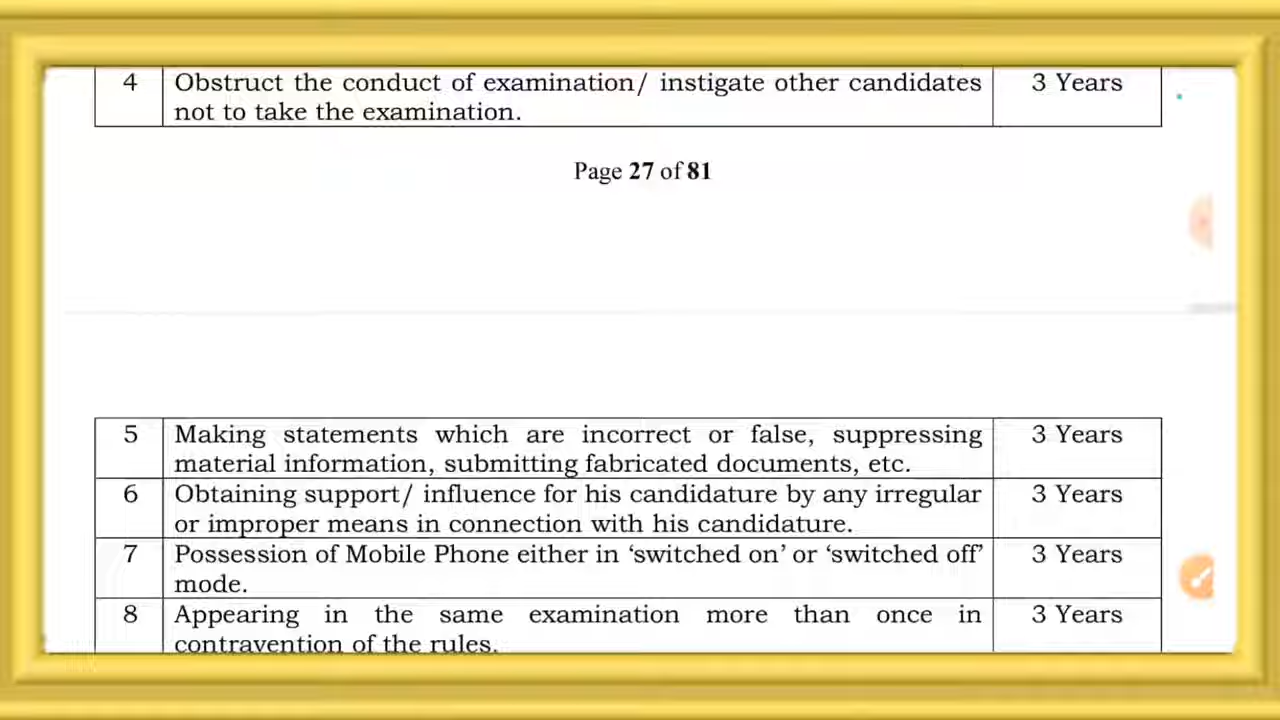 4 Obstruct the conduct of examination/ instigate other candidates 3 Years
not to take the examination.
Page 27 of 81
5 Making statements which are incorrect or false, suppressing 3 Years
material information, submitting fabricated documents, etc.
6 Obtaining support/ influence for his candidature by any irregular 3 Years
or improper means in connection with his candidature.
7 Possession of Mobile Phone either in ‘switched on’ or ‘switched off’ 3 Years
mode.
8 Appearing in the same examination more than once in 3 Years
contravention of the rules.